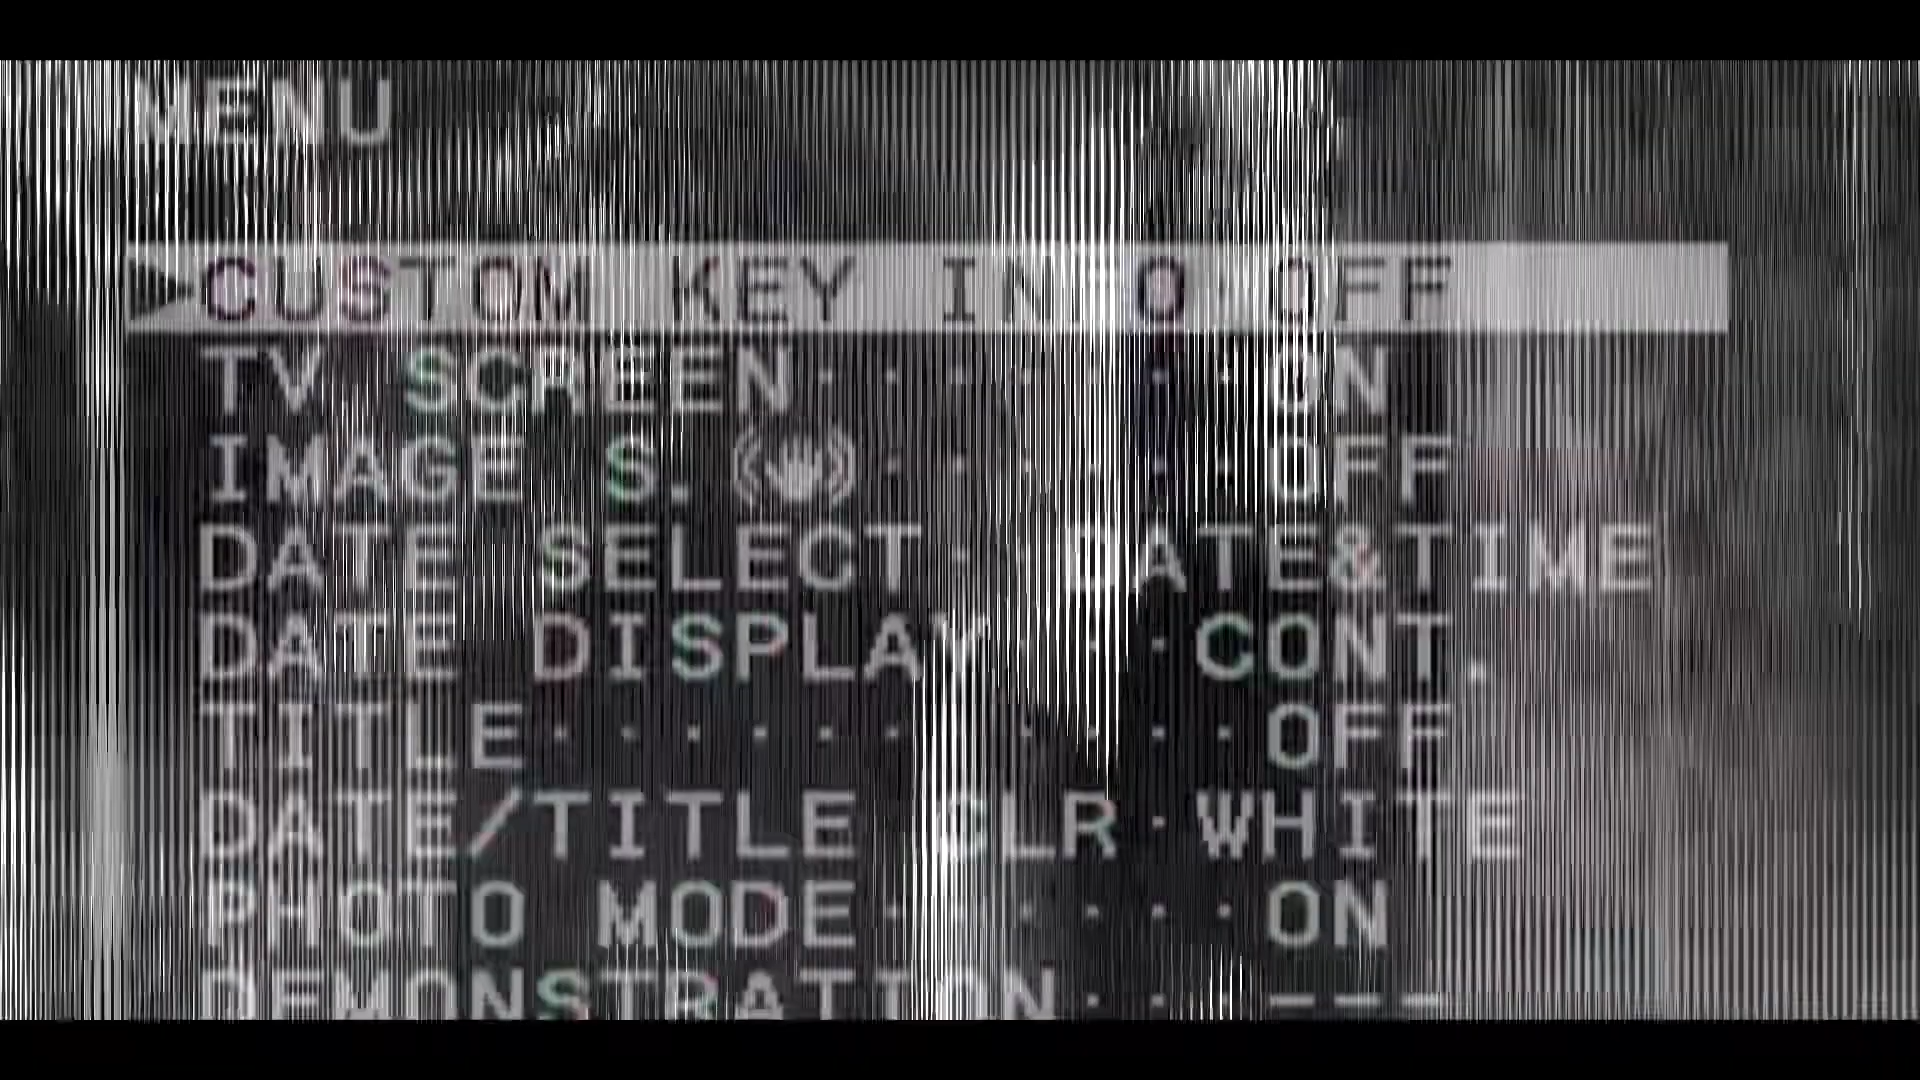 MENU
▶CUSTOM KEY INFO·OFF
TV SCREEN·······ON
IMAGE S. ······OFF
DATE SELECT··DATE&TIME
DATE DISPLAY···CONT.
TITLE···········OFF
DATE/TITLE CLR·WHITE
PHOTO MODE······ON
DEMONSTRATION···---